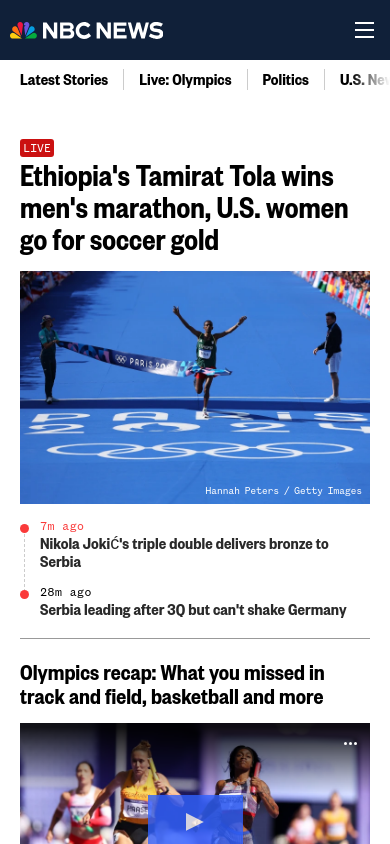 NBC NEWS
Latest Stories
Live: Olympics
Politics
U.S. Ne
LIVE
Ethiopia's Tamirat Tola wins
men's marathon, U.S. women
go for soccer gold
PARIS 2024
PARIS
2024
Hannah Peters / Getty Images
7m ago
Nikola JokiĆ's triple double delivers bronze to
Serbia
28m ago
Serbia leading after 3Q but can't shake Germany
Olympics recap: What you missed in
track and field, basketball and more